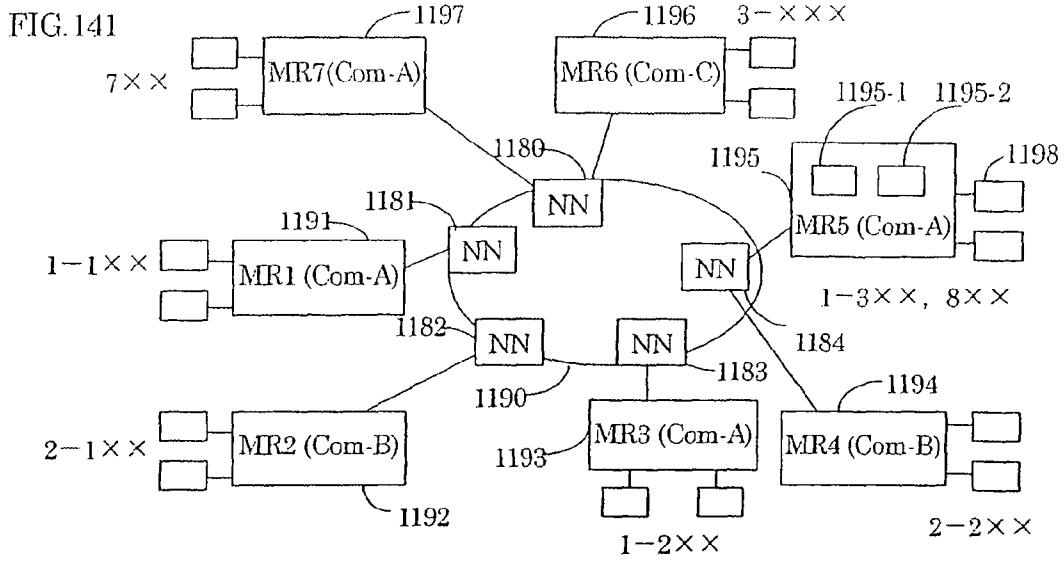 FIG.141
1197
7××
MR7(Com-A)
1196
3-×××
MR6 (Com-C)
1195-1
1195-2
1195
1198
MR5 (Com-A)
1-3××, 8××
1180
NN
1181
NN
1191
1-1××
MR1 (Com-A)
NN
1184
1182
NN
NN
1183
1190
2-1××
MR2 (Com-B)
1192
1193
MR3 (Com-A)
1-2××
1194
MR4 (Com-B)
2-2××